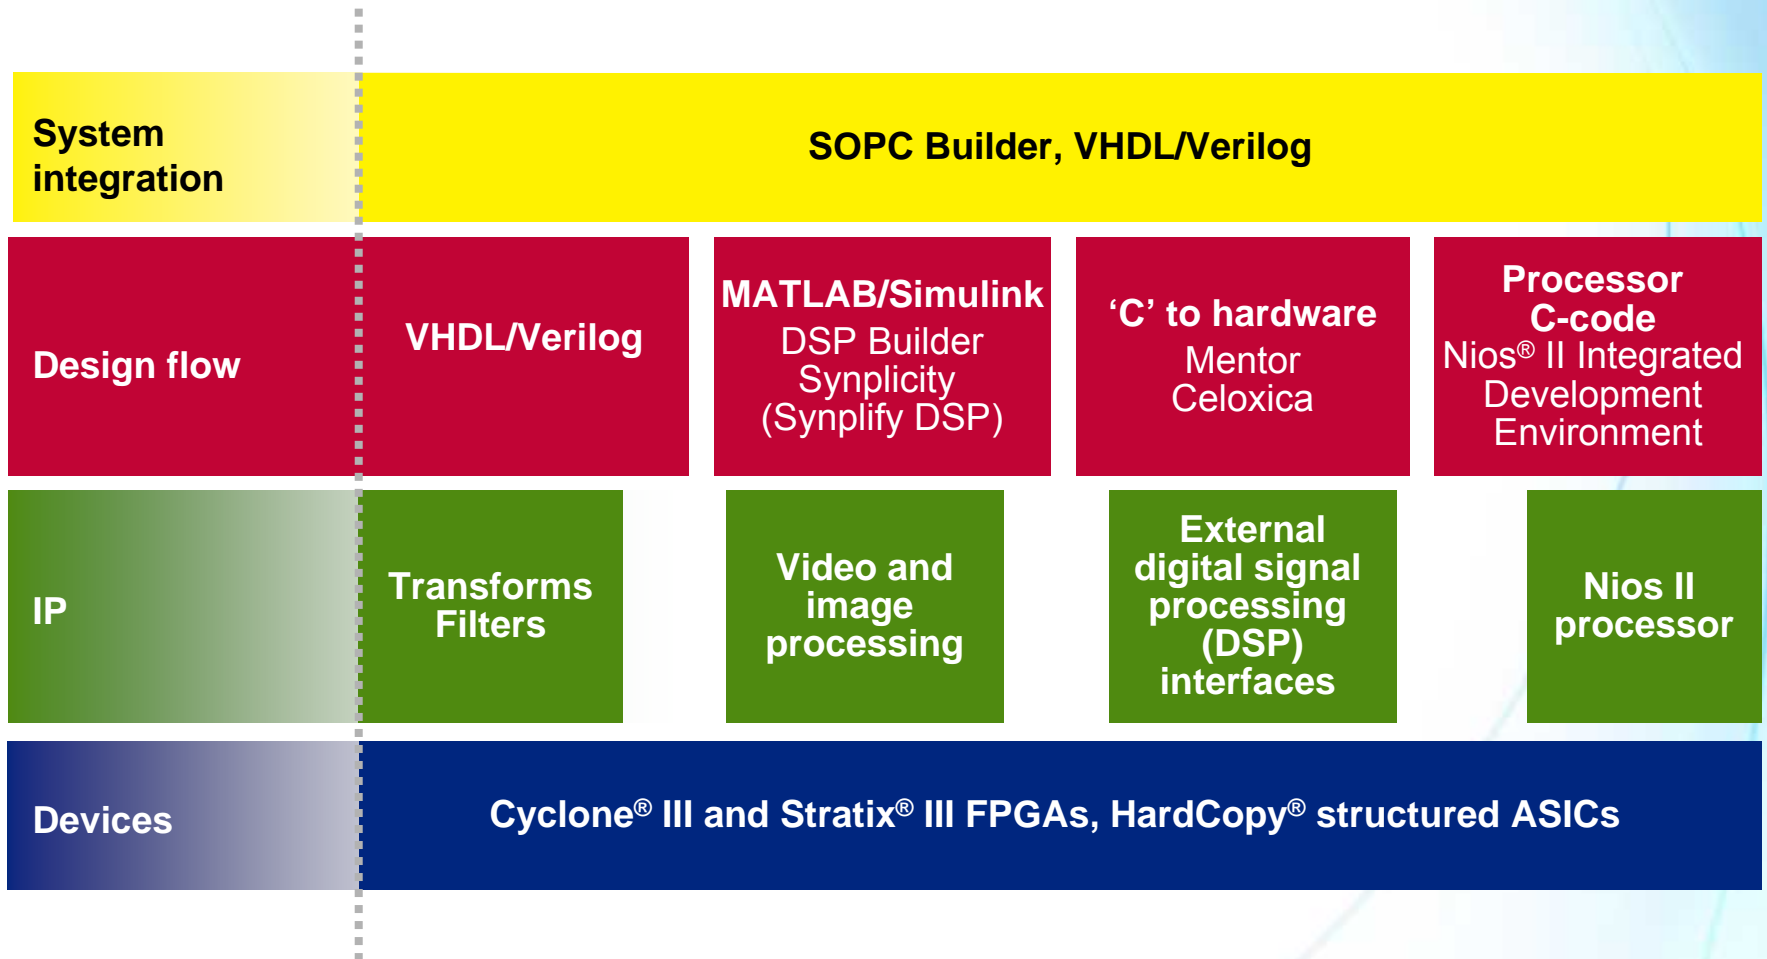 System
integration
SOPC Builder, VHDL/Verilog
Design flow
VHDL/Verilog
MATLAB/Simulink
DSP Builder
Synplicity
(Synplify DSP)
‘C’ to hardware
Mentor
Celoxica
Processor
C-code
Nios® II Integrated
Development
Environment
IP
Transforms
Filters
Video and
image
processing
External
digital signal
processing
(DSP)
interfaces
Nios II
processor
Devices
Cyclone® III and Stratix® III FPGAs, HardCopy® structured ASICs